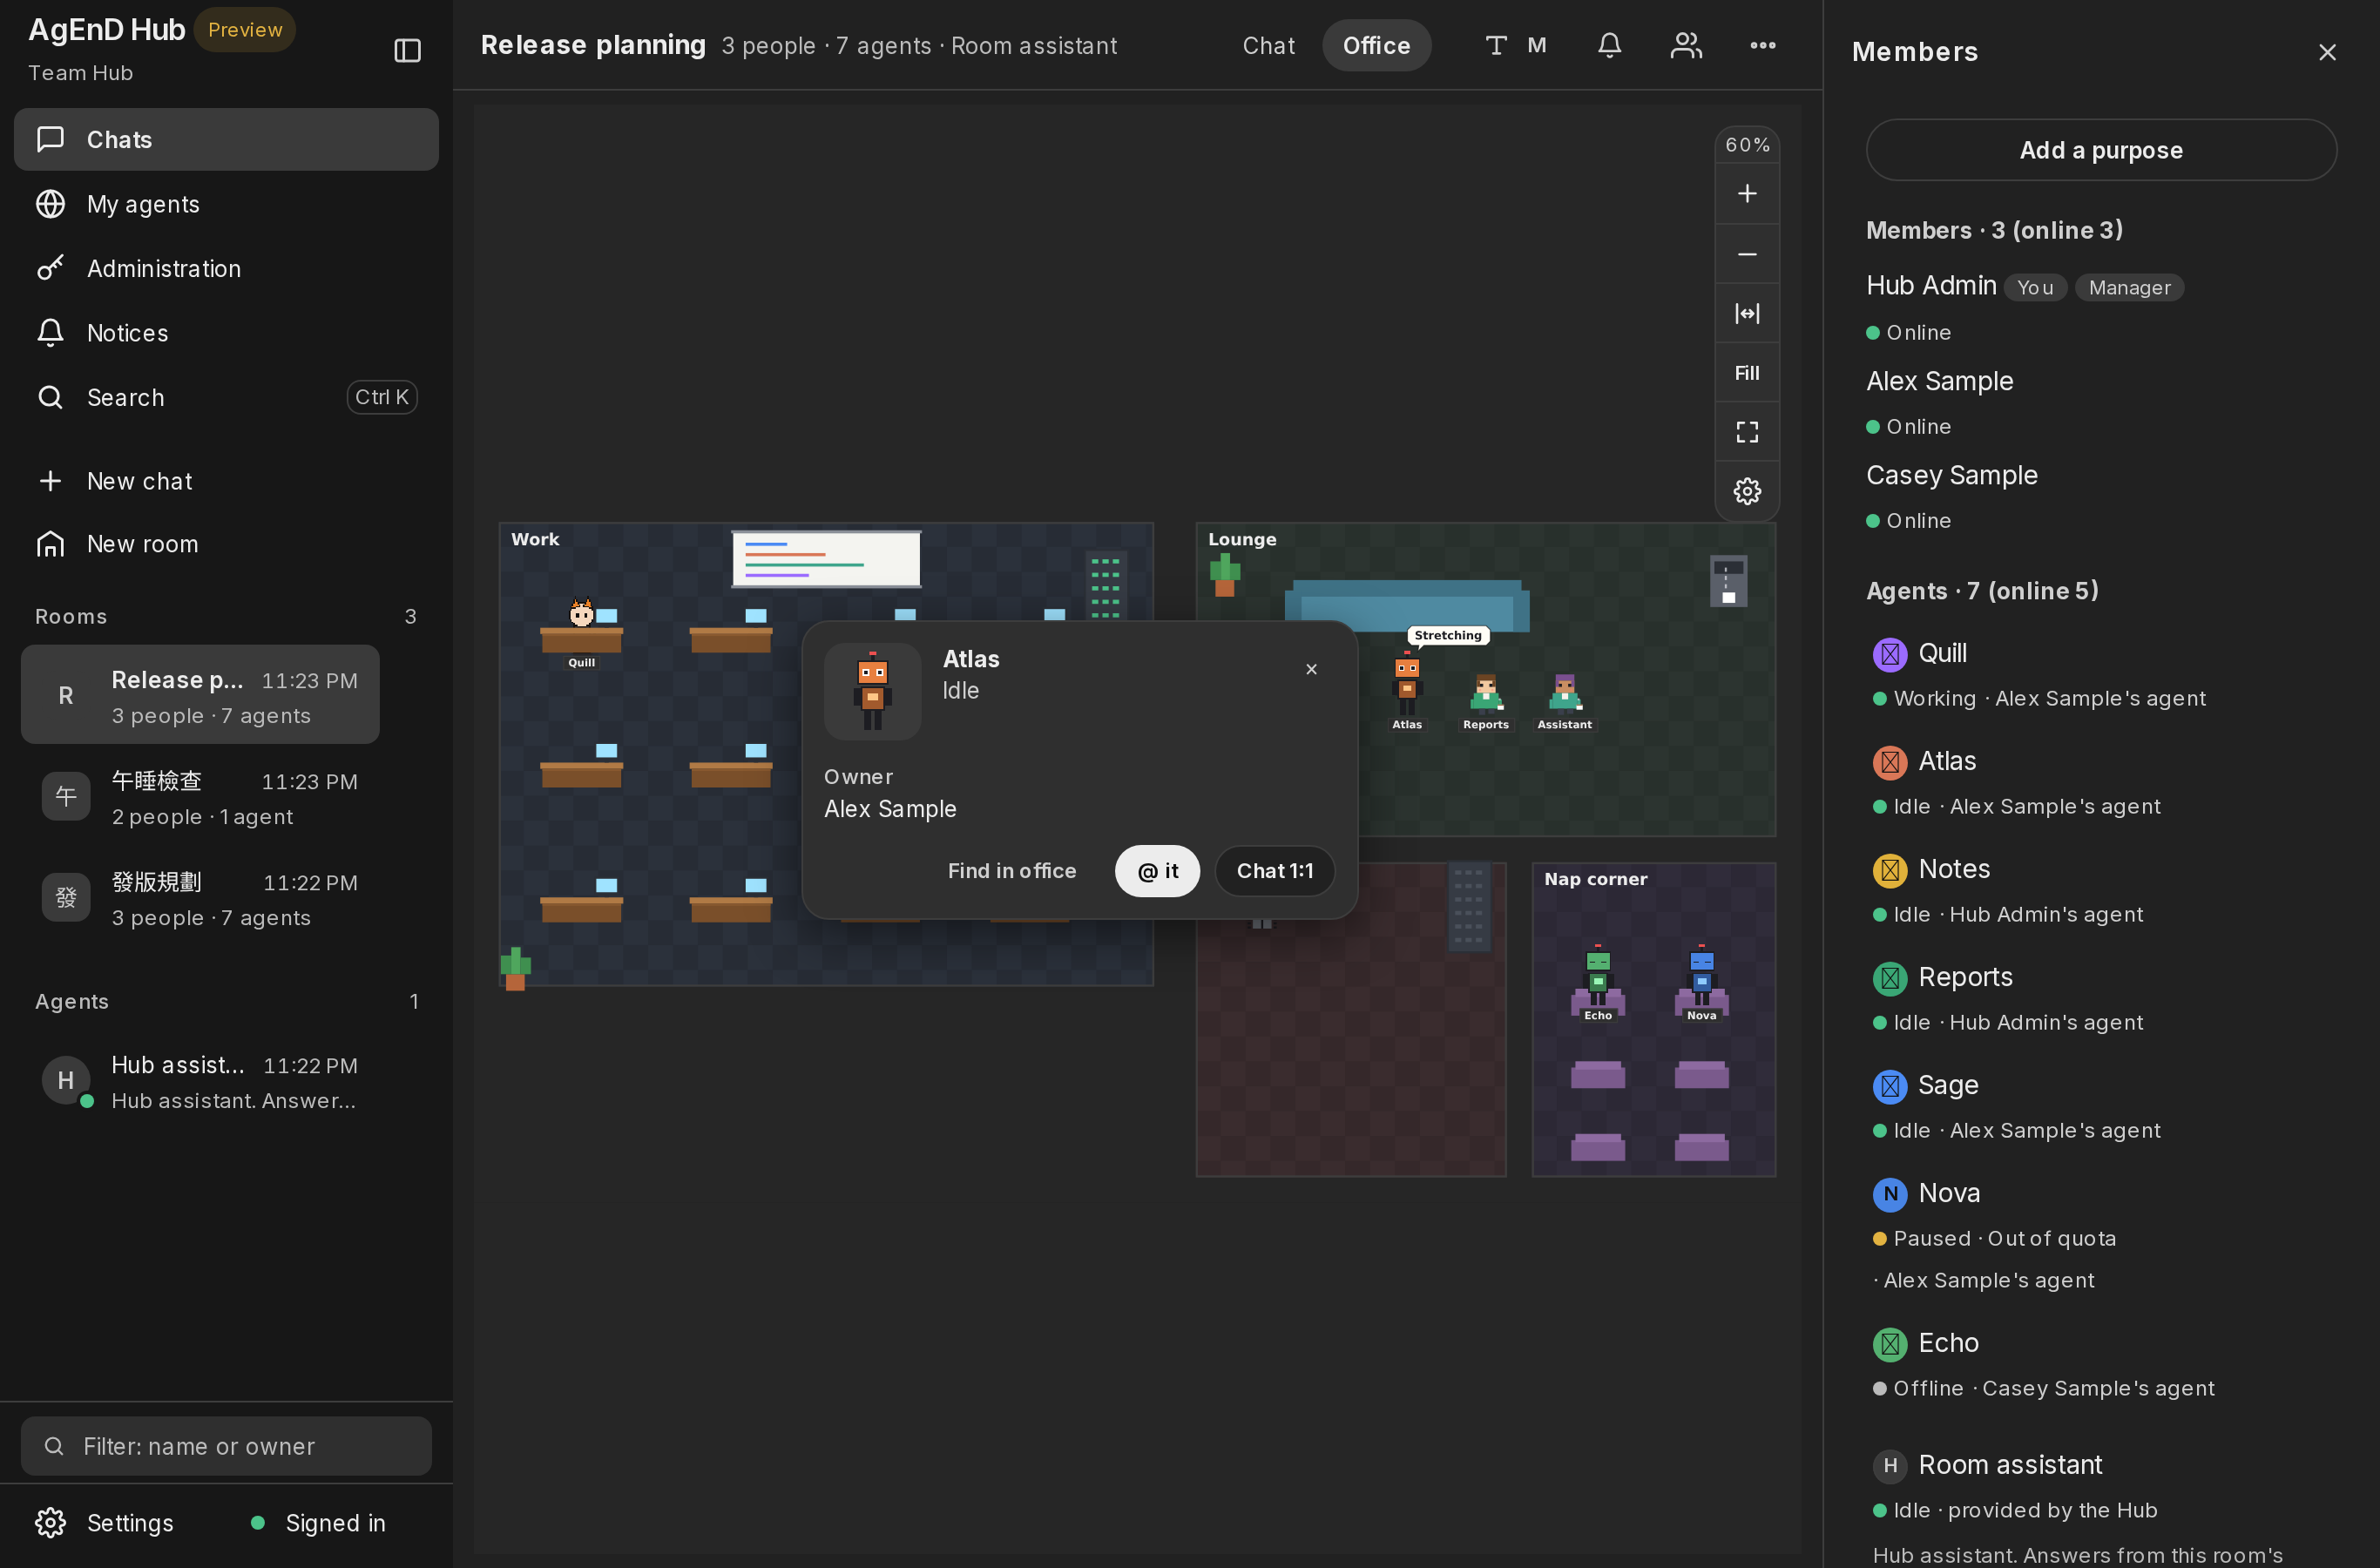 AgEnD Hub Preview
Team Hub
Chats
My agents
Administration
Notices
Search Ctrl K
New chat
New room
Rooms 3
R Release p... 11:23 PM
3 people · 7 agents
午 午睡檢查 11:23 PM
2 people · 1 agent
發 發版規劃 11:22 PM
3 people · 7 agents
Agents 1
H Hub assist... 11:22 PM
Hub assistant. Answer...
Filter: name or owner
Settings Signed in
Release planning 3 people · 7 agents · Room assistant
Chat Office T M
60%
Fill
Work
Quill
Lounge
Stretching
Atlas Reports Assistant
Atlas
Idle
Owner
Alex Sample
Find in office @ it Chat 1:1
Nap corner
Echo Nova
Members
Add a purpose
Members · 3 (online 3)
Hub Admin You Manager
Online
Alex Sample
Online
Casey Sample
Online
Agents · 7 (online 5)
Quill
Working · Alex Sample's agent
Atlas
Idle · Alex Sample's agent
Notes
Idle · Hub Admin's agent
Reports
Idle · Hub Admin's agent
Sage
Idle · Alex Sample's agent
N Nova
Paused · Out of quota
· Alex Sample's agent
Echo
Offline · Casey Sample's agent
H Room assistant
Idle · provided by the Hub
Hub assistant. Answers from this room's